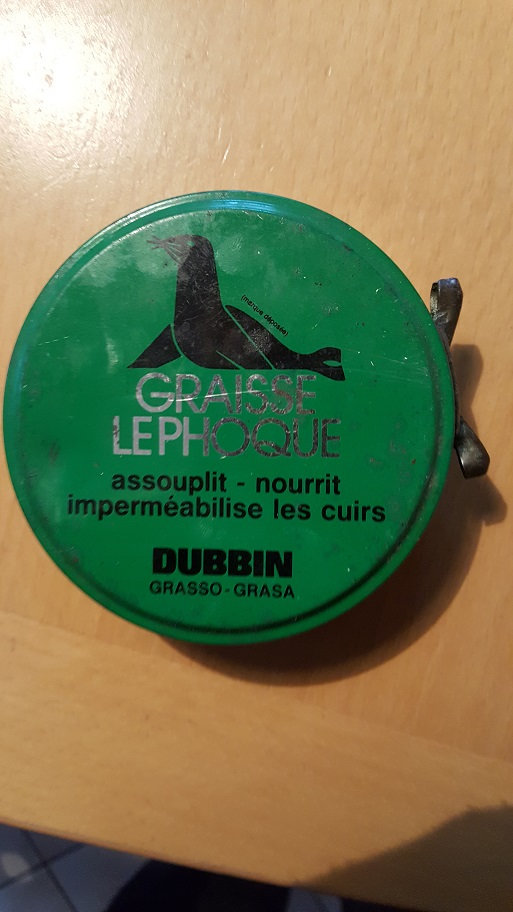 (marque déposée)
GRAISSE
LE PHOQUE
assouplit - nourrit
imperméabilise les cuirs
DUBBIN
GRASSO - GRASA